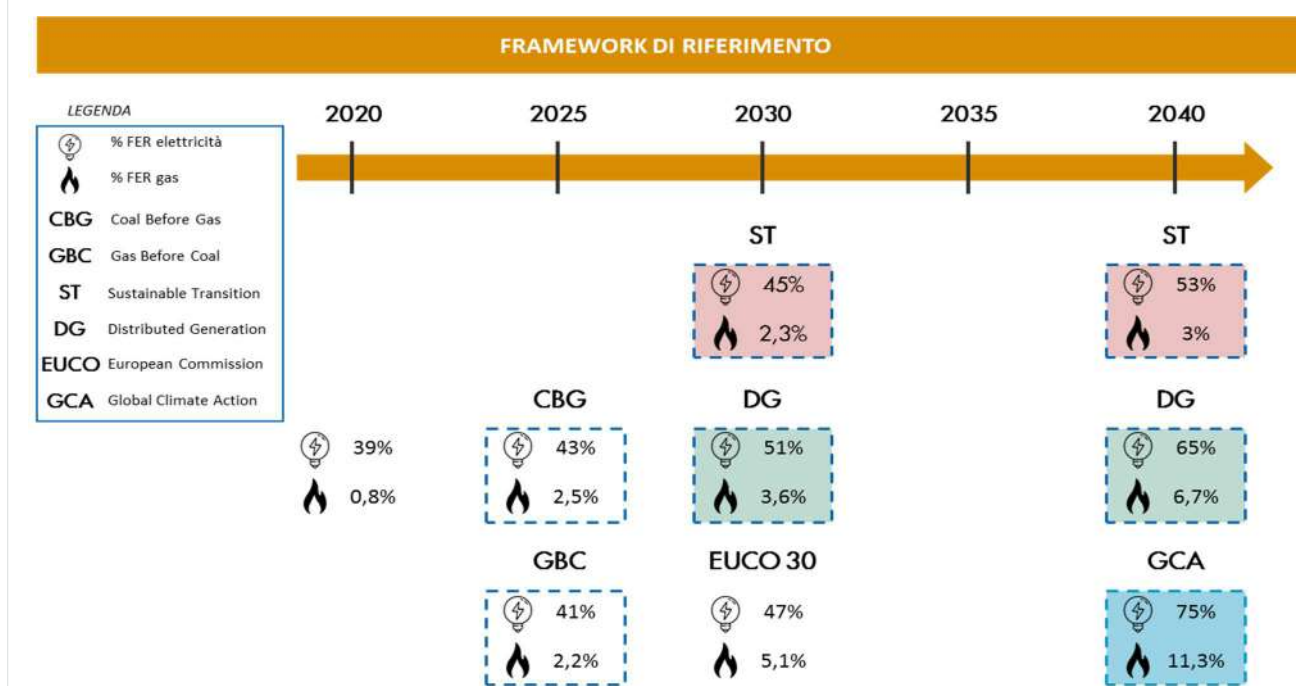 FRAMEWORK DI RIFERIMENTO
LEGENDA
% FER elettricità
% FER gas
CBG Coal Before Gas
GBC Gas Before Coal
ST Sustainable Transition
DG Distributed Generation
EUCO European Commission
GCA Global Climate Action
2020 2025 2030 2035 2040
ST ST
45% 53%
2,3% 3%
CBG DG DG
39% 43% 51% 65%
0,8% 2,5% 3,6% 6,7%
GBC EUCO 30 GCA
41% 47% 75%
2,2% 5,1% 11,3%